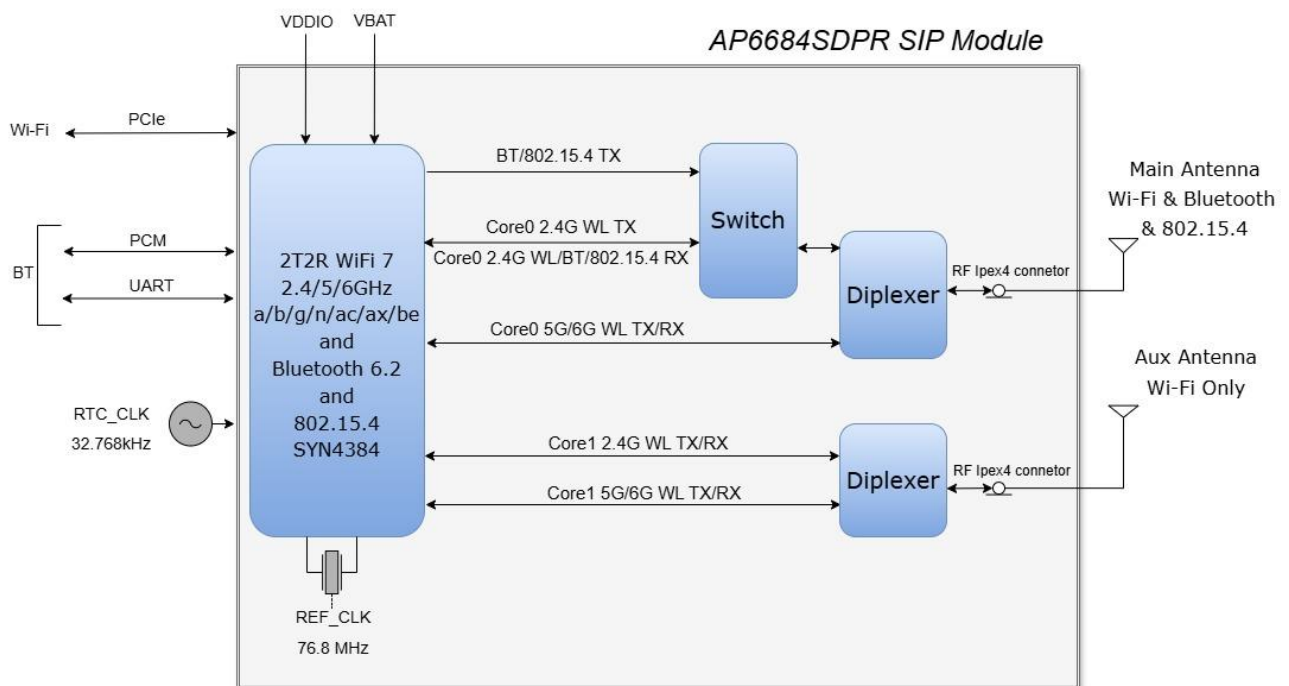 VDDIO
VBAT
AP6684SDPR SIP Module
Wi-Fi
PCIe
BT
PCM
UART
RTC_CLK
32.768kHz
2T2R WiFi 7
2.4/5/6GHz
a/b/g/n/ac/ax/be
and
Bluetooth 6.2
and
802.15.4
SYN4384
REF_CLK
76.8 MHz
BT/802.15.4 TX
Core0 2.4G WL TX
Core0 2.4G WL/BT/802.15.4 RX
Core0 5G/6G WL TX/RX
Switch
Diplexer
RF Ipex4 connetor
Main Antenna
Wi-Fi & Bluetooth
& 802.15.4
Core1 2.4G WL TX/RX
Core1 5G/6G WL TX/RX
Diplexer
RF Ipex4 connetor
Aux Antenna
Wi-Fi Only